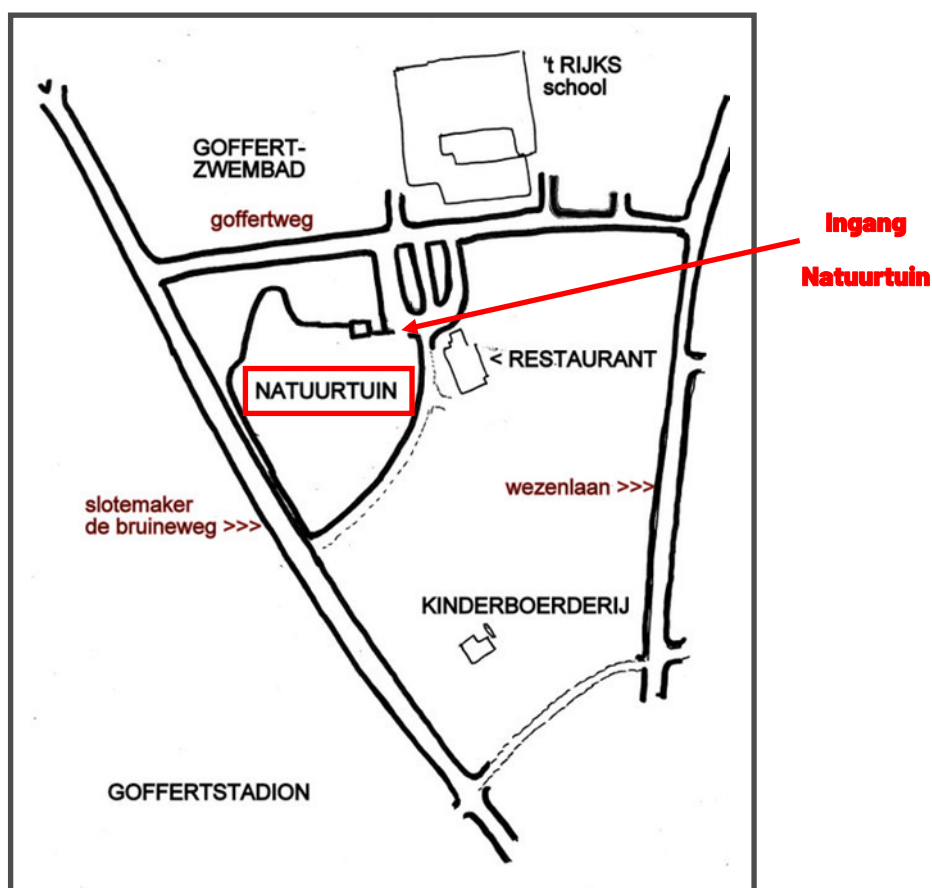 't RIJKS
school
GOFFERT-
ZWEMBAD
goffertweg
Ingang
Natuurtuin
< RESTAURANT
NATUURTUIN
wezenlaan >>>
slotemaker
de bruineweg >>>
KINDERBOERDERIJ
GOFFERTSTADION